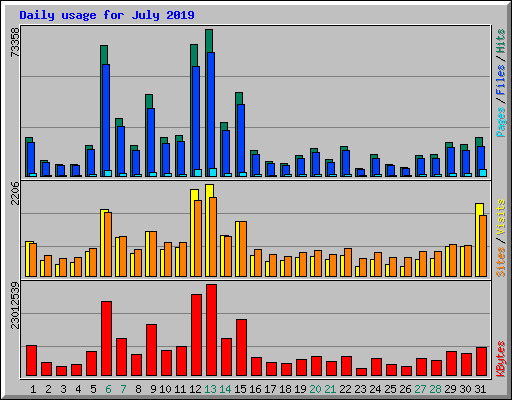 Daily usage for July 2019
73358
Pages / Files / Hits
2206
Sites / Visits
23012539
KBytes
1 2 3 4 5 6 7 8 9 10 11 12 13 14 15 16 17 18 19 20 21 22 23 24 25 26 27 28 29 30 31